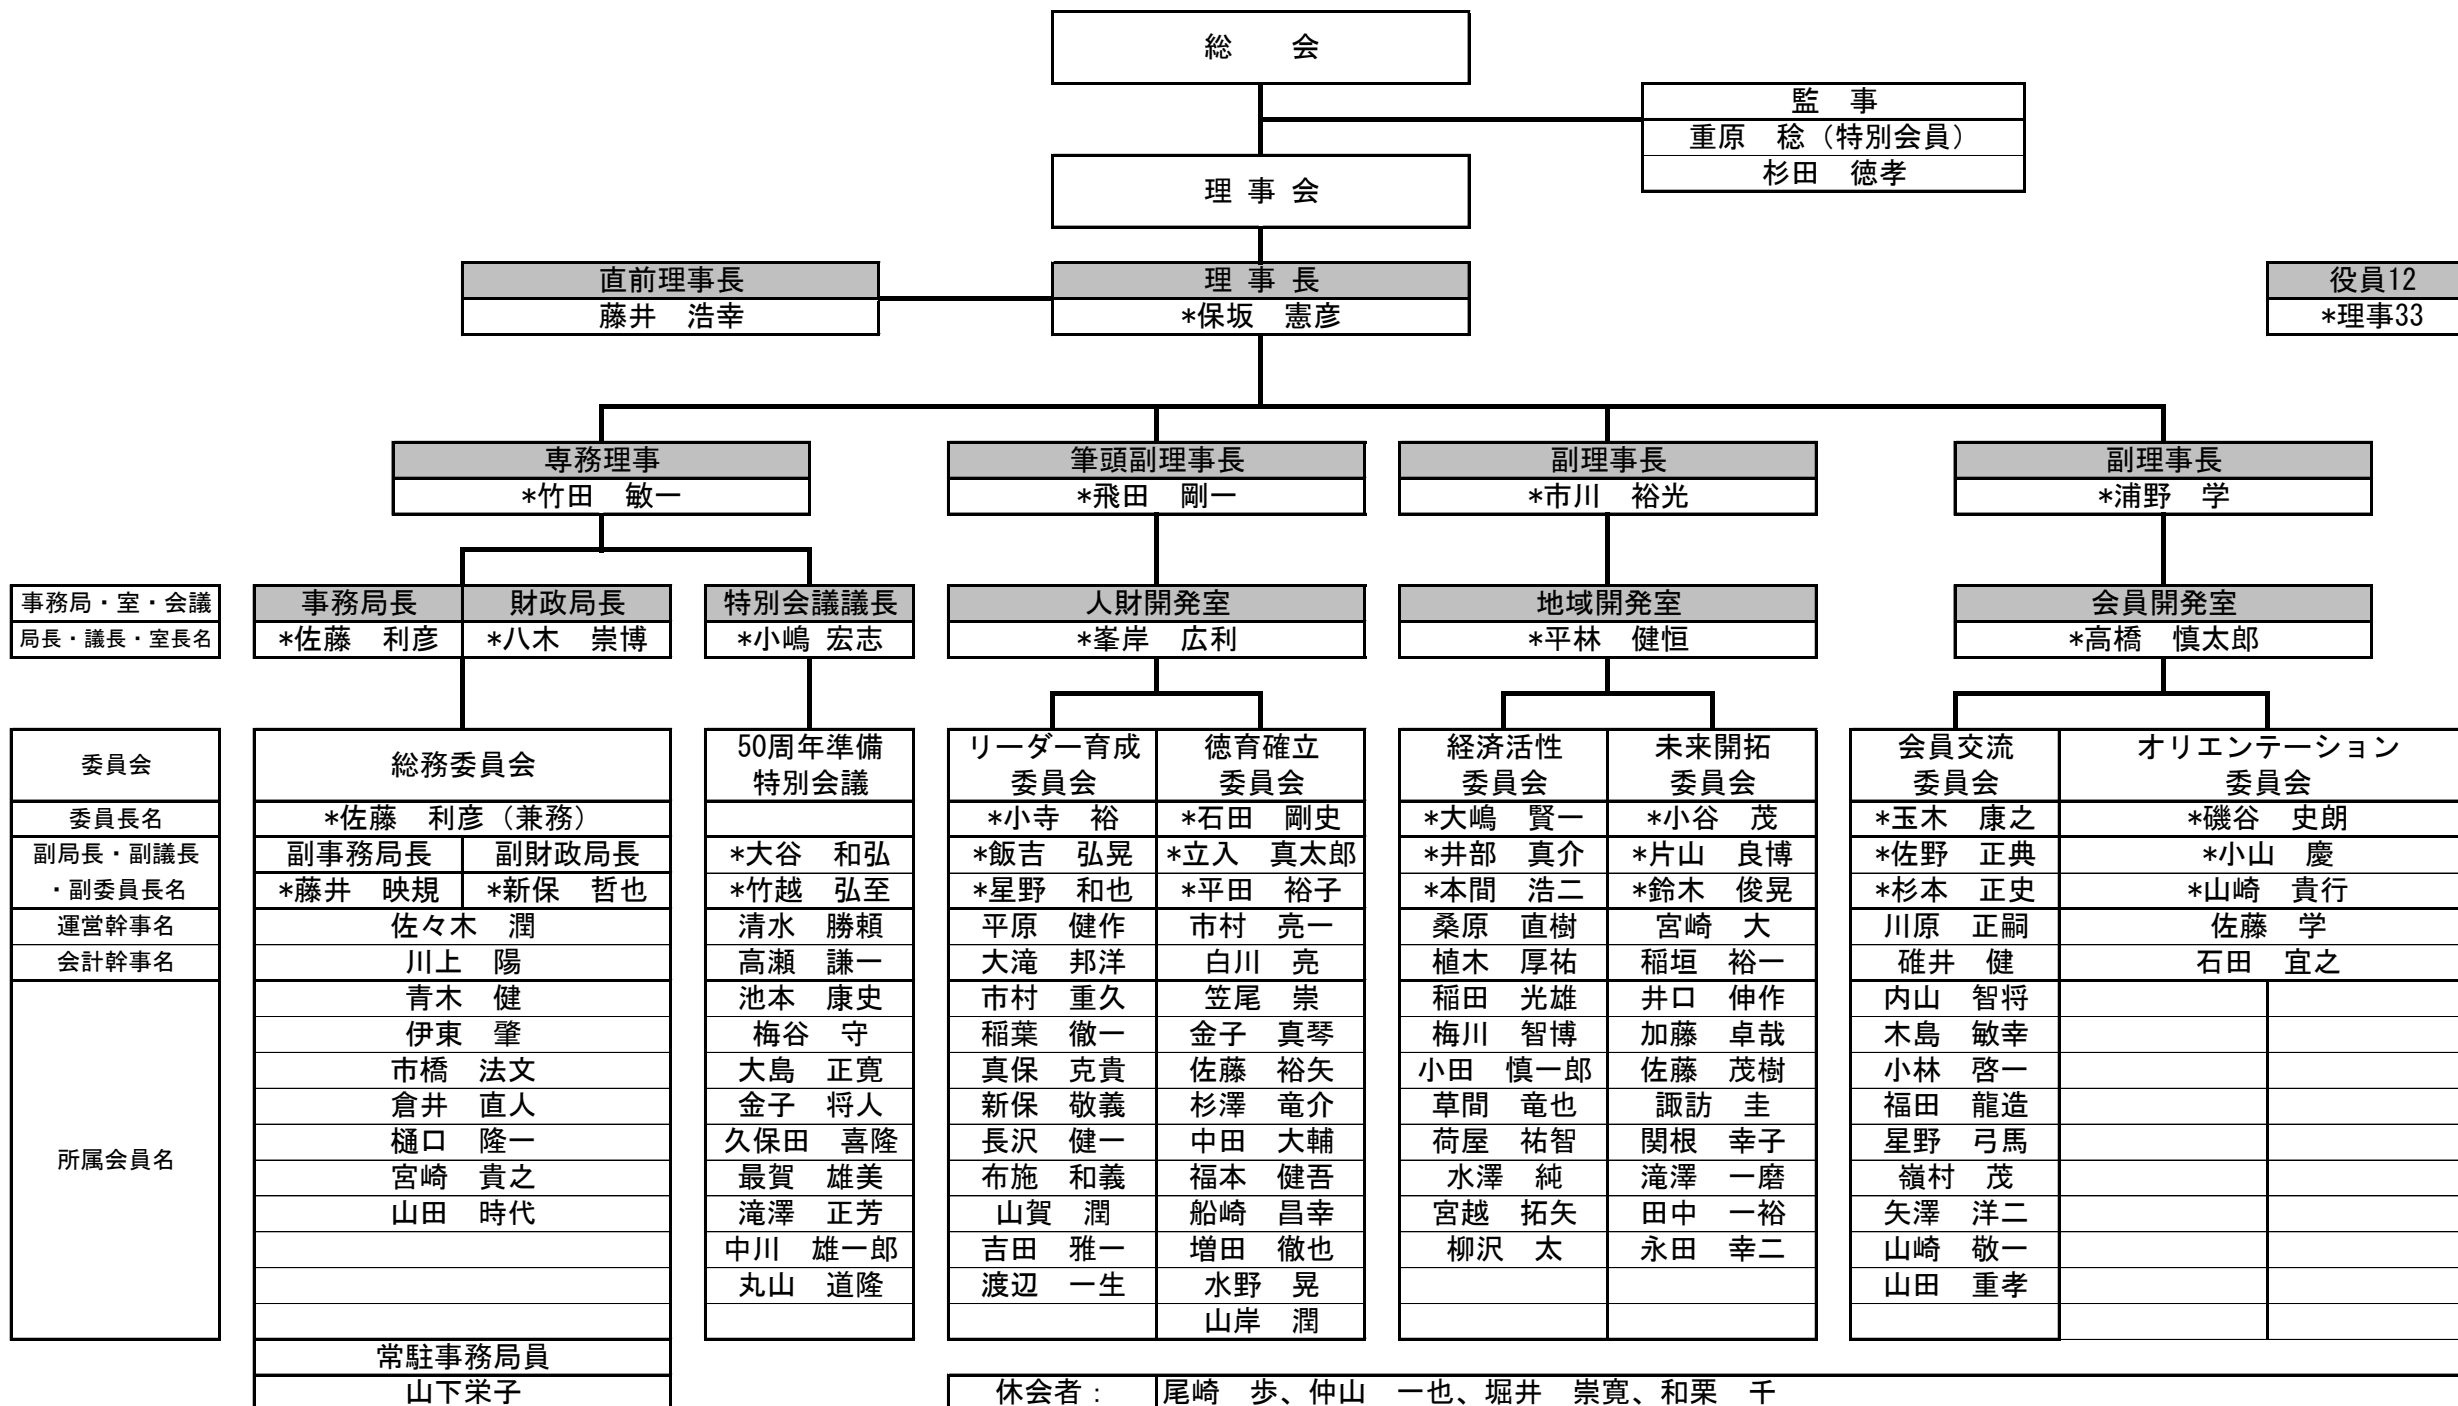 総　　会
監　事
重原　稔（特別会員）
杉田　徳孝
理 事 会
直前理事長　理 事 長　役員12
藤井　浩幸　*保坂　憲彦　*理事33
専務理事　筆頭副理事長　副理事長　副理事長
*竹田　敏一　*飛田　剛一　*市川　裕光　*浦野　学
事務局・室・会議　事務局長　財政局長　特別会議議長　人財開発室　地域開発室　会員開発室
局長・議長・室長名　*佐藤　利彦　*八木　崇博　*小嶋 宏志　*峯岸　広利　*平林　健恒　*高橋　慎太郎
委員会　総務委員会　50周年準備　リーダー育成　徳育確立　経済活性　未来開拓　会員交流　オリエンテーション
特別会議　委員会　委員会　委員会　委員会　委員会　委員会
委員長名　*佐藤　利彦（兼務）　*小寺　裕　*石田　剛史　*大嶋　賢一　*小谷　茂　*玉木　康之　*磯谷　史朗
副局長・副議長　副事務局長　副財政局長　*大谷　和弘　*飯吉　弘晃　*立入　真太郎　*井部　真介　*片山　良博　*佐野　正典　*小山　慶
・副委員長名　*藤井　映規　*新保　哲也　*竹越　弘至　*星野　和也　*平田　裕子　*本間　浩二　*鈴木　俊晃　*杉本　正史　*山崎　貴行
運営幹事名　佐々木　潤　清水　勝頼　平原　健作　市村　亮一　桑原　直樹　宮崎　大　川原　正嗣　佐藤　学
会計幹事名　川上　陽　高瀬　謙一　大滝　邦洋　白川　亮　植木　厚祐　稲垣　裕一　碓井　健　石田　宜之
青木　健　池本　康史　市村　重久　笠尾　崇　稲田　光雄　井口　伸作　内山　智将
伊東　肇　梅谷　守　稲葉　徹一　金子　真琴　梅川　智博　加藤　卓哉　木島　敏幸
市橋　法文　大島　正寛　真保　克貴　佐藤　裕矢　小田　慎一郎　佐藤　茂樹　小林　啓一
倉井　直人　金子　将人　新保　敬義　杉澤　竜介　草間　竜也　諏訪　圭　福田　龍造
樋口　隆一　久保田　喜隆　長沢　健一　中田　大輔　荷屋　祐智　関根　幸子　星野　弓馬
所属会員名　宮崎　貴之　最賀　雄美　布施　和義　福本　健吾　水澤　純　滝澤　一磨　嶺村　茂
山田　時代　滝澤　正芳　山賀　潤　船崎　昌幸　宮越　拓矢　田中　一裕　矢澤　洋二
中川　雄一郎　吉田　雅一　増田　徹也　柳沢　太　永田　幸二　山崎　敬一
丸山　道隆　渡辺　一生　水野　晃　山田　重孝
山岸　潤
常駐事務局員
山下栄子　休会者：　尾崎　歩、仲山　一也、堀井　崇寛、和栗　千